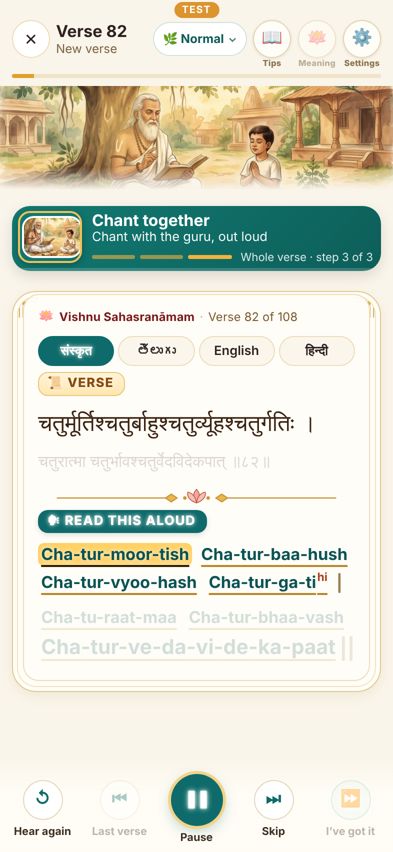 TEST
Verse 82
New verse
Normal
Tips
Meaning
Settings
Chant together
Chant with the guru, out loud
Whole verse · step 3 of 3
Vishnu Sahasranāmam · Verse 82 of 108
संस्कृत తెలుగు English हिन्दी
VERSE
चतुर्मूर्तिश्चतुर्बाहुश्चतुर्व्यूहश्चतुर्गतिः ।
चतुरात्मा चतुर्भावश्चतुर्वेदविदेकपात् ॥८२॥
READ THIS ALOUD
Cha-tur-moor-tish Cha-tur-baa-hush
Cha-tur-vyoo-hash Cha-tur-ga-tihi |
Cha-tu-raat-maa Cha-tur-bhaa-vash
Cha-tur-ve-da-vi-de-ka-paat ||
Hear again
Last verse
Pause
Skip
I've got it